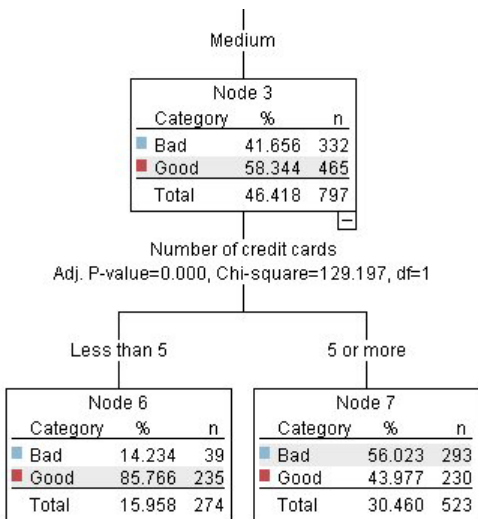 Medium
Node 3
Category % n
Bad 41.656 332
Good 58.344 465
Total 46.418 797
Number of credit cards
Adj. P-value=0.000, Chi-square=129.197, df=1
Less than 5
5 or more
Node 6
Category % n
Bad 14.234 39
Good 85.766 235
Total 15.958 274
Node 7
Category % n
Bad 56.023 293
Good 43.977 230
Total 30.460 523